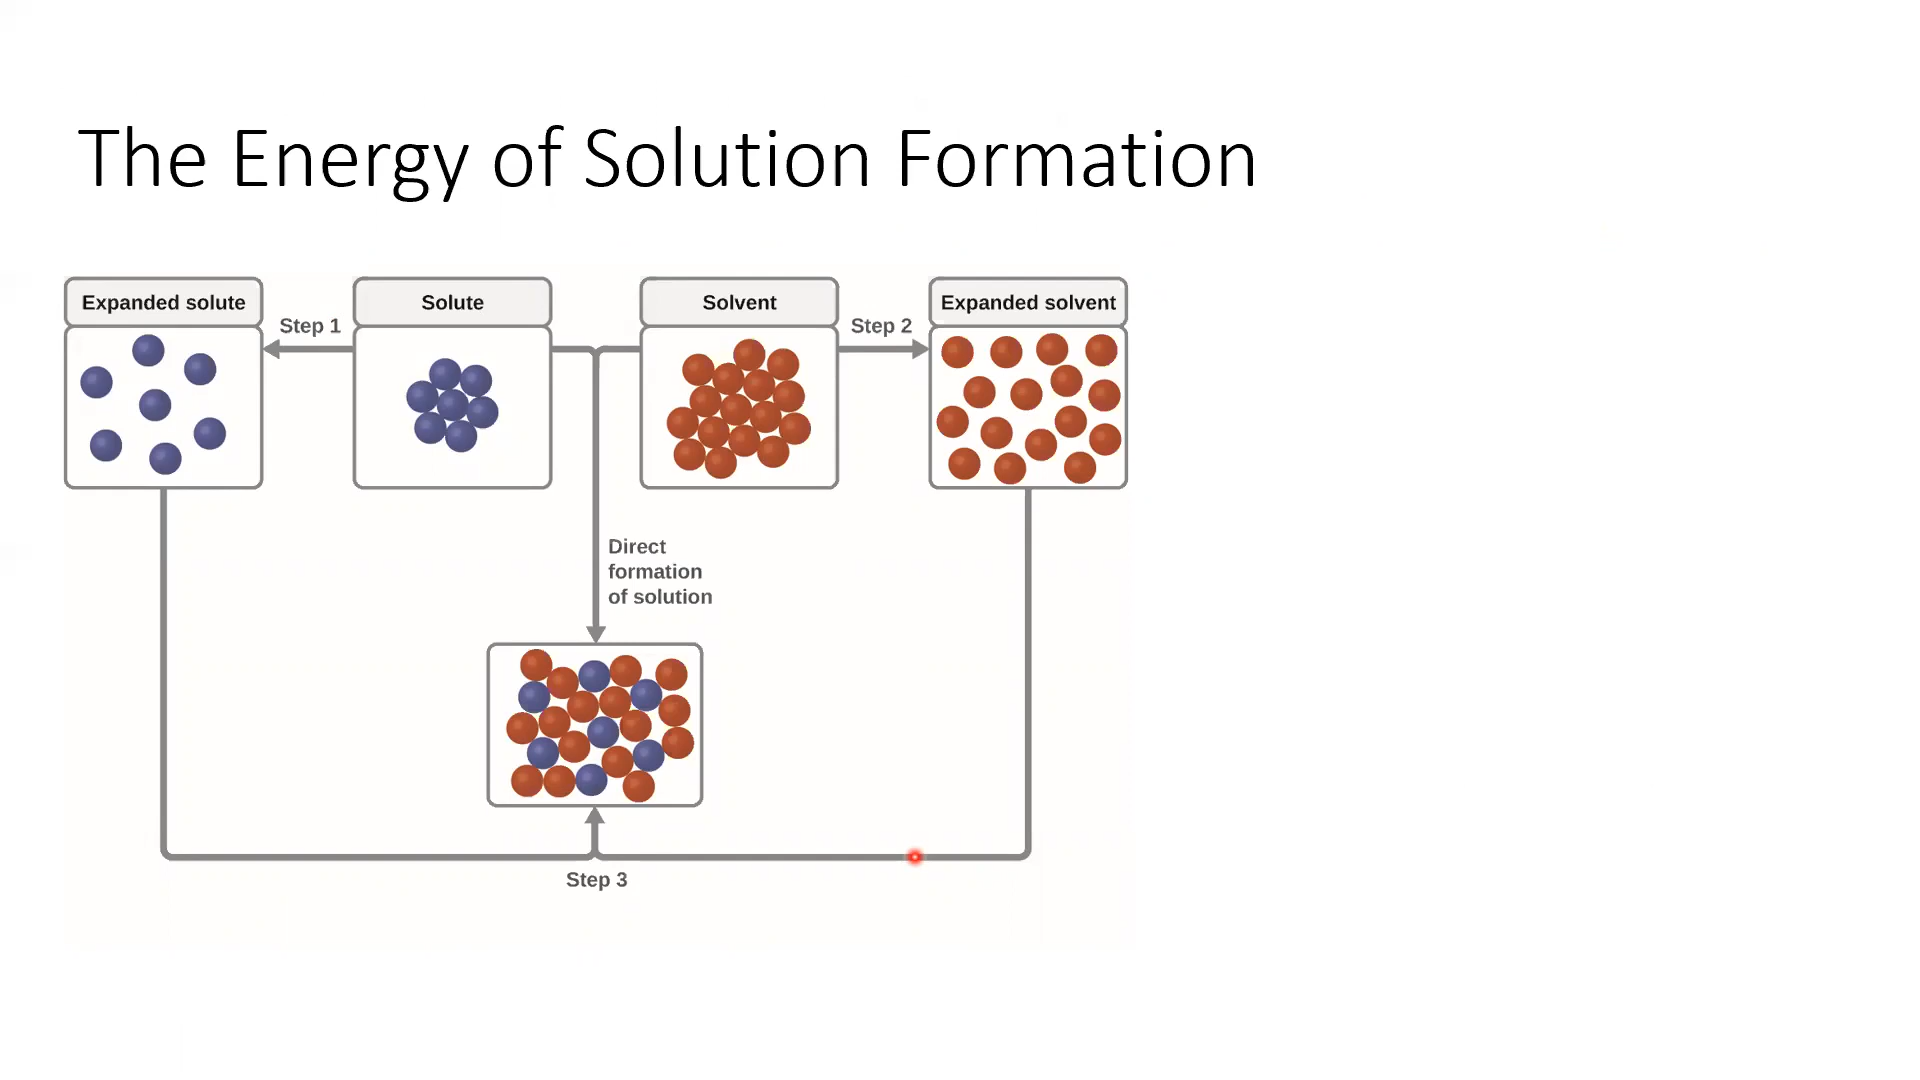 The Energy of Solution Formation
Expanded solute
Step 1
Solute
Solvent
Step 2
Expanded solvent
Direct
formation
of solution
Step 3